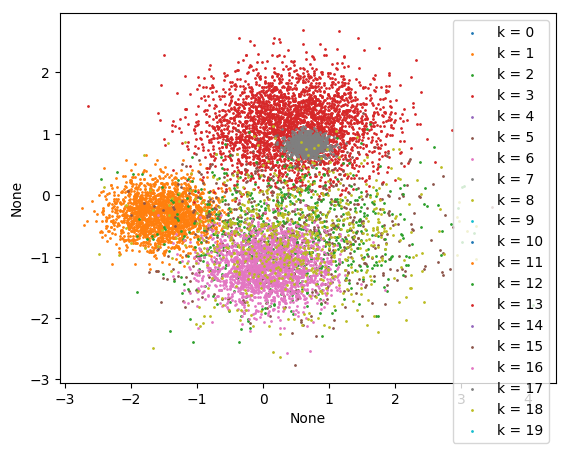 2
1
0
−1
−2
−3
None
−3
−2
−1
0
1
2
3
4
None
k = 0
k = 1
k = 2
k = 3
k = 4
k = 5
k = 6
k = 7
k = 8
k = 9
k = 10
k = 11
k = 12
k = 13
k = 14
k = 15
k = 16
k = 17
k = 18
k = 19